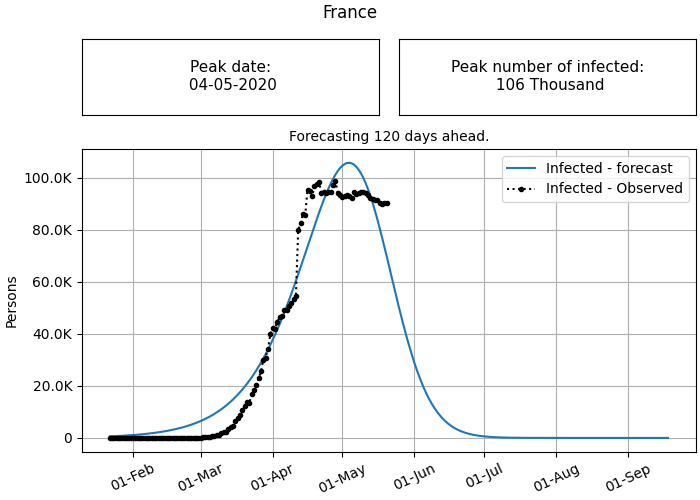 France
Peak date:
04-05-2020
Peak number of infected:
106 Thousand
Forecasting 120 days ahead.
Infected - forecast
Infected - Observed
100.0K
80.0K
60.0K
40.0K
20.0K
0
Persons
01-Feb
01-Mar
01-Apr
01-May
01-Jun
01-Jul
01-Aug
01-Sep